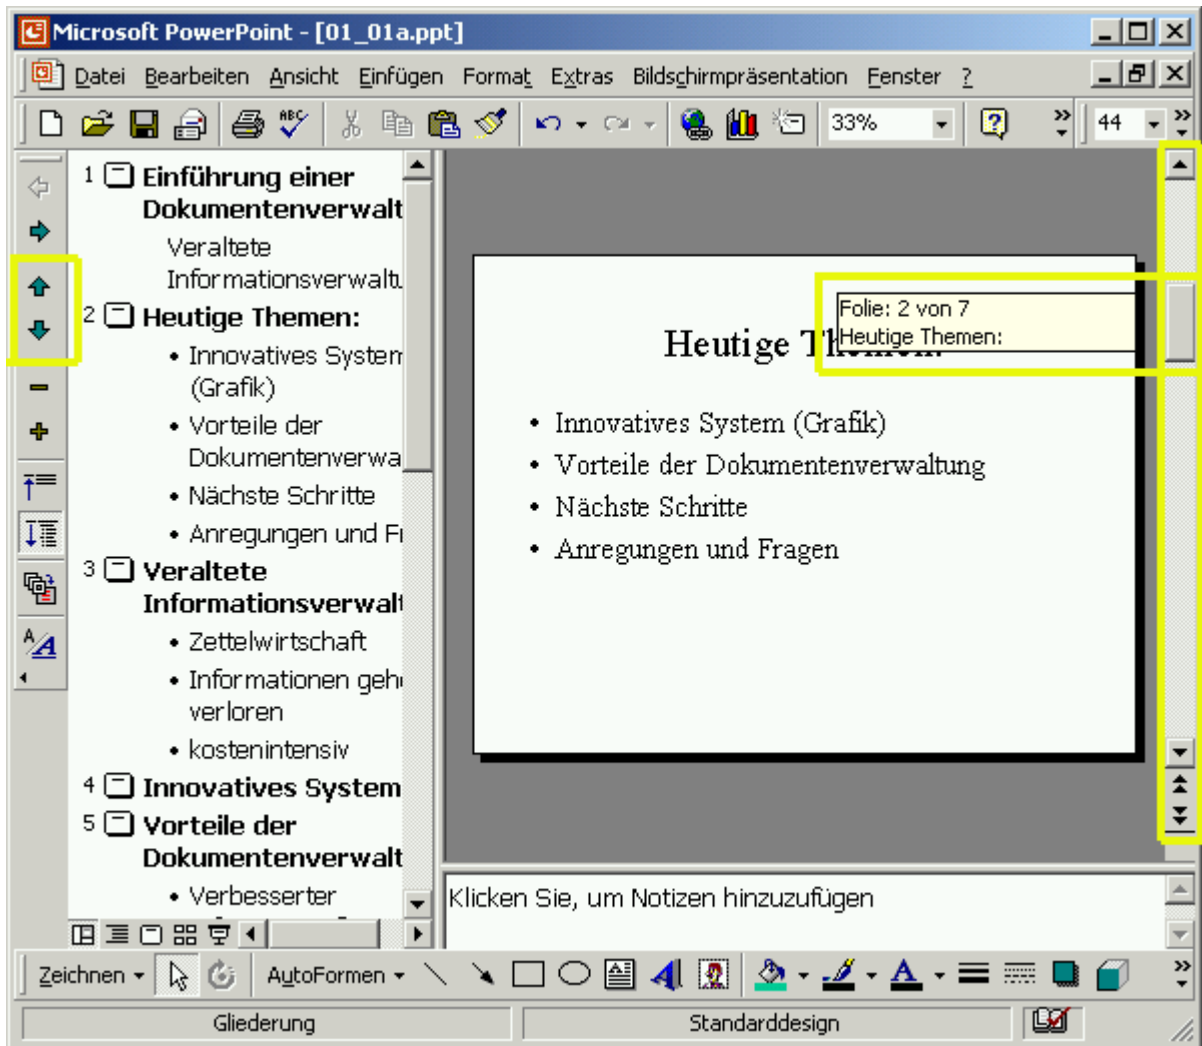 Microsoft PowerPoint - [01_01a.ppt]
Datei Bearbeiten Ansicht Einfügen Format Extras Bildschirmpräsentation Fenster ?
ABC 33% 44
1 Einführung einer
Dokumentenverwalt
Veraltete
Informationsverwaltu
2 Heutige Themen:
• Innovatives System
(Grafik)
• Vorteile der
Dokumentenverwa
• Nächste Schritte
• Anregungen und Fr
3 Veraltete
Informationsverwalt
• Zettelwirtschaft
• Informationen gehe
verloren
• kostenintensiv
4 Innovatives System
5 Vorteile der
Dokumentenverwalt
• Verbesserter
Folie: 2 von 7
Heutige Themen:
Heutige Themen:
• Innovatives System (Grafik)
• Vorteile der Dokumentenverwaltung
• Nächste Schritte
• Anregungen und Fragen
Klicken Sie, um Notizen hinzuzufügen
Zeichnen AutoFormen
Gliederung Standarddesign